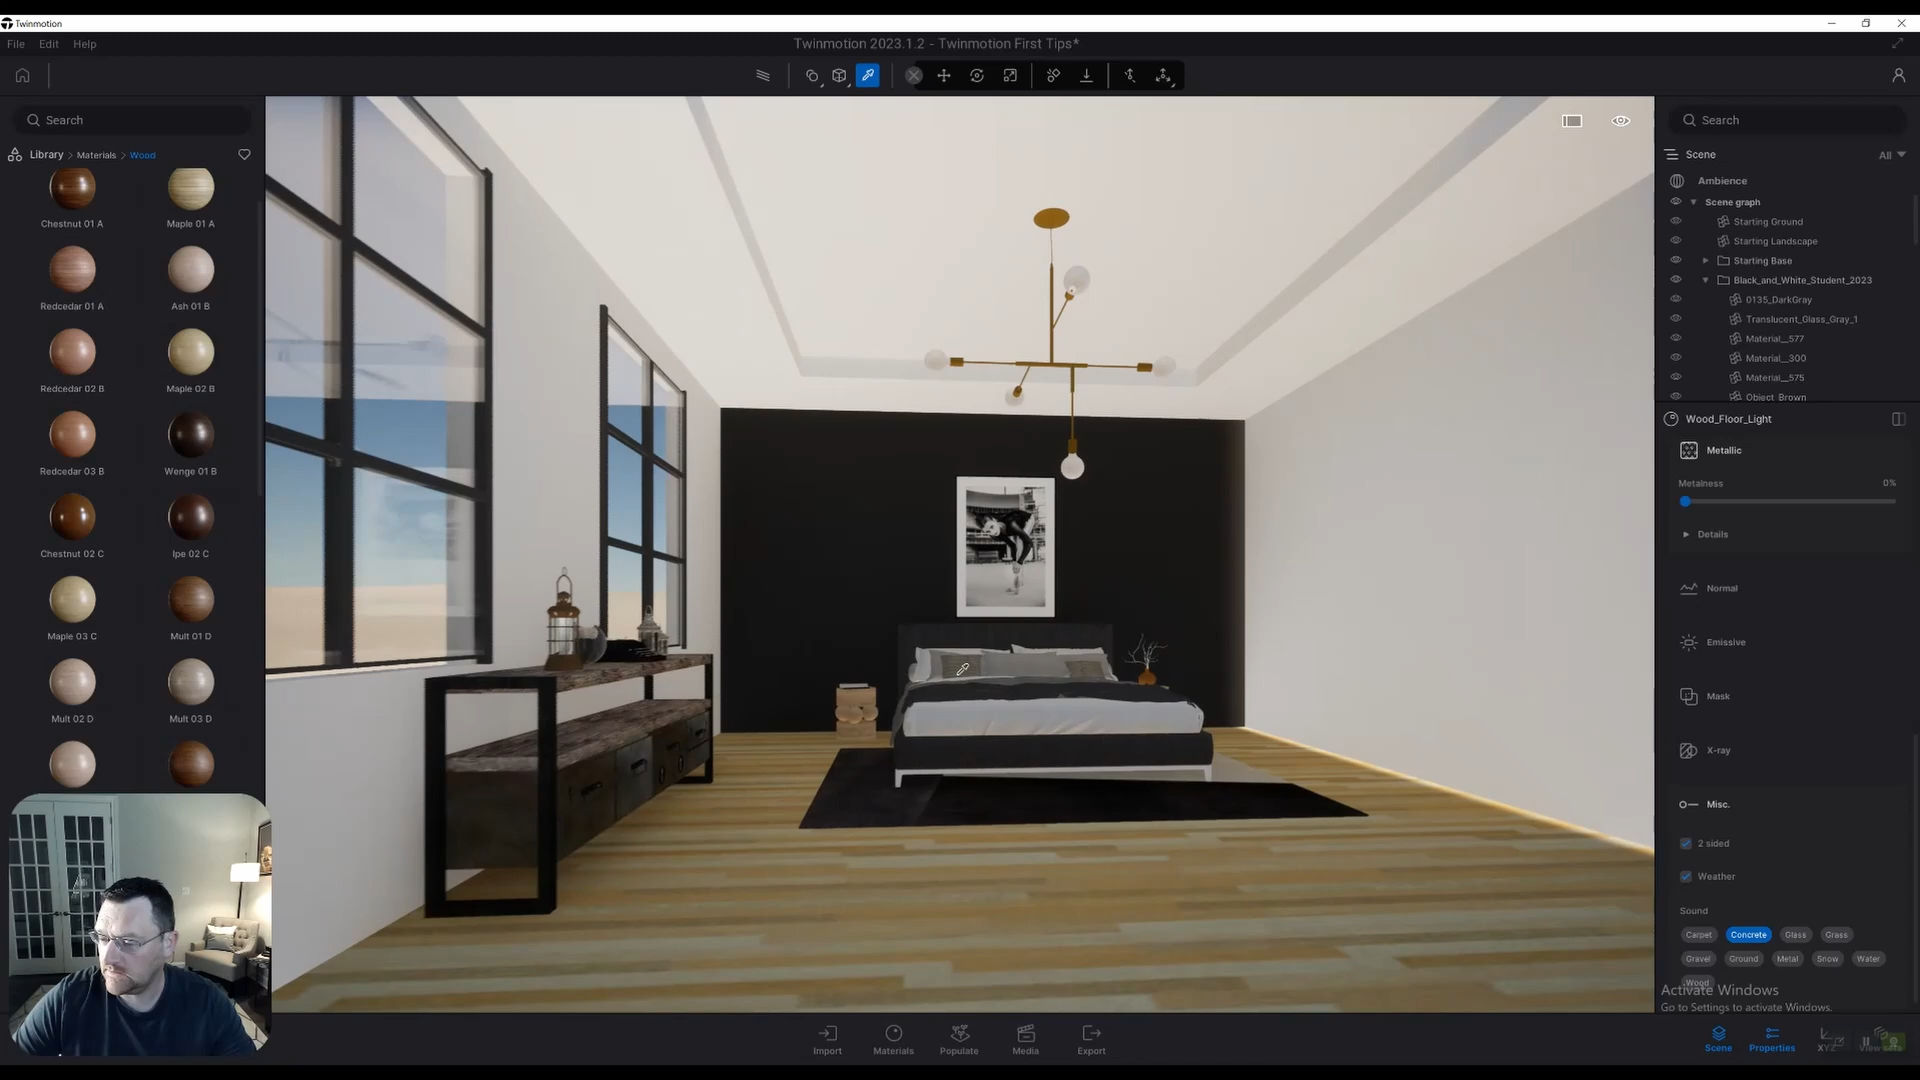 Twinmotion
File Edit Help
Twinmotion 2023.1.2 - Twinmotion First Tips*
Search
Library > Materials > Wood
Chestnut 01 A
Maple 01 A
Redcedar 01 A
Ash 01 B
Redcedar 02 B
Maple 02 B
Redcedar 03 B
Wenge 01 B
Chestnut 02 C
Ipe 02 C
Maple 03 C
Mult 01 D
Mult 02 D
Mult 03 D
Search
Scene
All
Ambience
Scene graph
Starting Ground
Starting Landscape
Starting Base
Black_and_White_Student_2023
0135_DarkGray
Translucent_Glass_Gray_1
Material__577
Material__300
Material__575
Object_Brown
Wood_Floor_Light
Metallic
Metalness 0%
Details
Normal
Emissive
Mask
X-ray
Misc.
2 sided
Weather
Sound
Carpet Concrete Glass Grass
Gravel Ground Metal Snow Water
Wood
Activate Windows
Go to Settings to activate Windows.
Import Materials Populate Media Export
Scene Properties XYZ